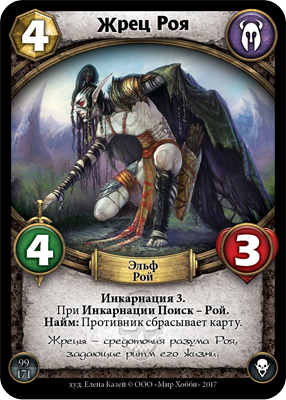 4
Жрец Роя
4
3
Эльф
Рой
Инкарнация 3.
При Инкарнации Поиск – Рой.
Найм: Противник сбрасывает карту.
Жрецы – средоточия разума Роя,
задающие ритм его жизни.
99
171
худ. Елена Казей © ООО «Мир Хобби» 2017